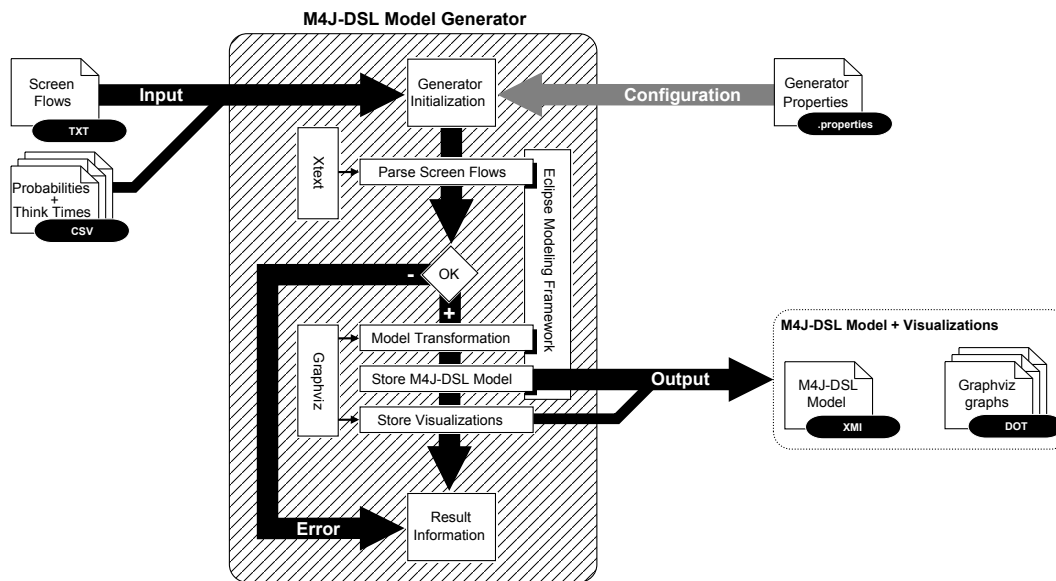 M4J-DSL Model Generator
Screen
Flows
TXT
Input
Generator
Initialization
Configuration
Generator
Properties
.properties
Probabilities
+
Think Times
CSV
Xtext
Parse Screen Flows
Eclipse Modeling Framework
OK
-
+
Graphviz
Model Transformation
Store M4J-DSL Model
Store Visualizations
Output
M4J-DSL Model + Visualizations
M4J-DSL
Model
XMI
Graphviz
graphs
DOT
Error
Result
Information